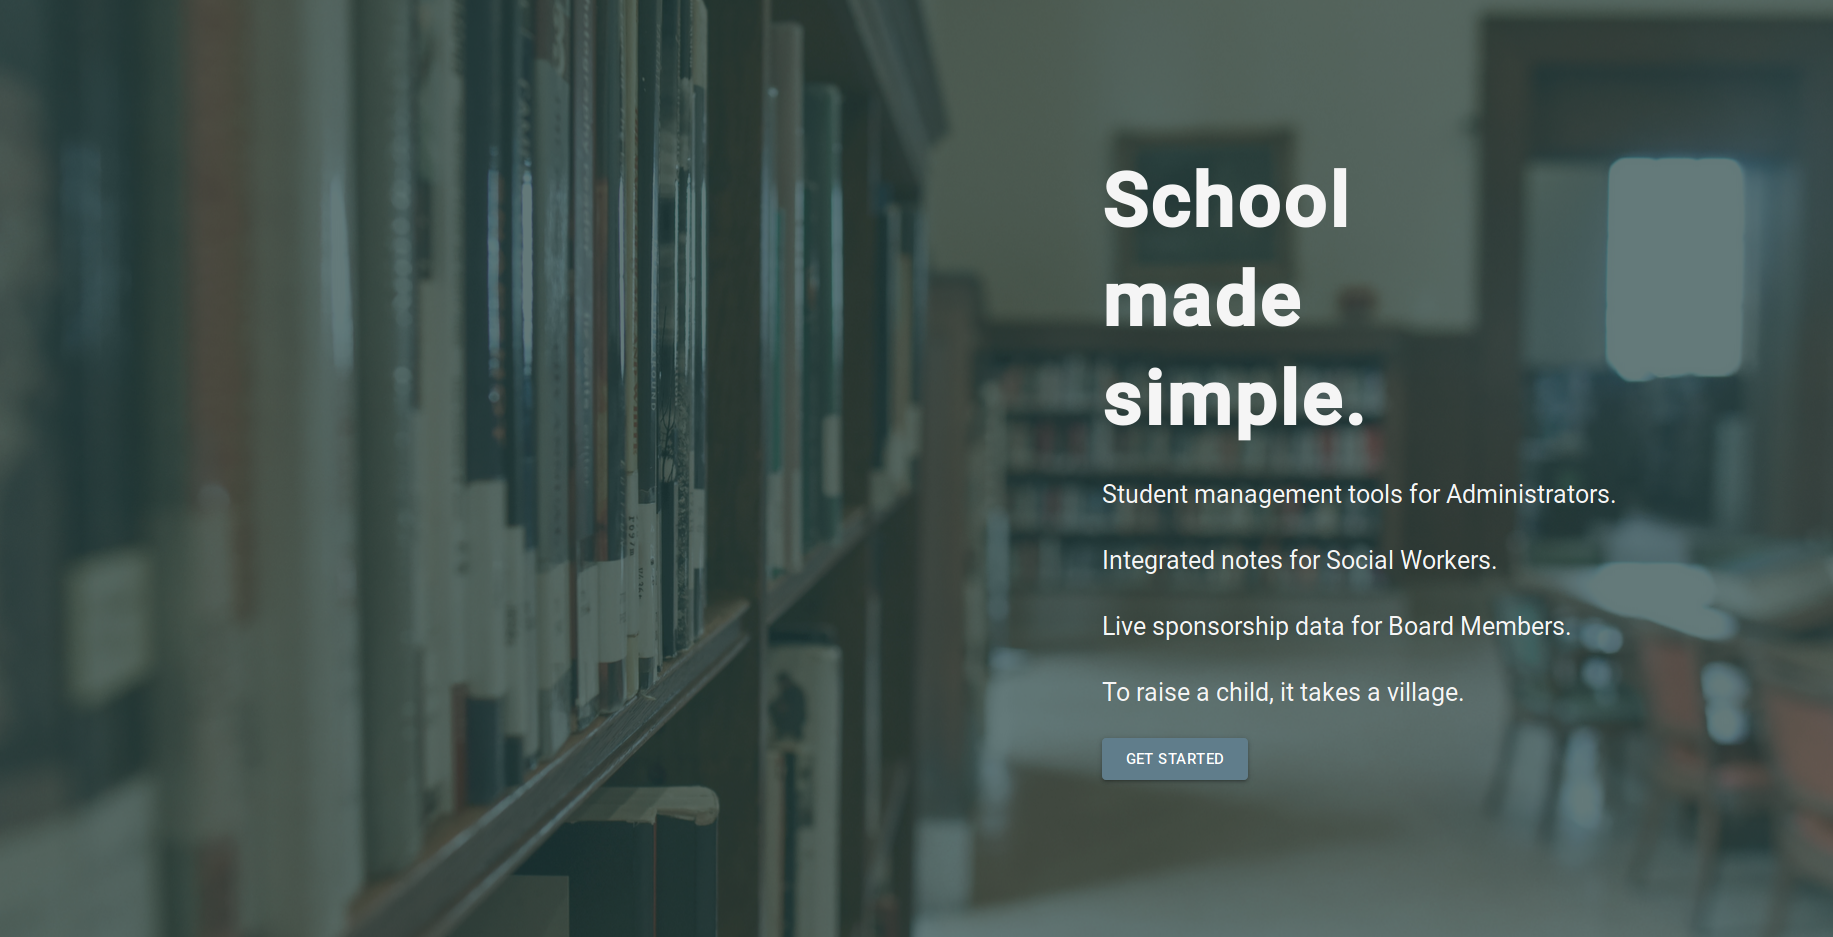 School
made
simple.
Student management tools for Administrators.
Integrated notes for Social Workers.
Live sponsorship data for Board Members.
To raise a child, it takes a village.
GET STARTED